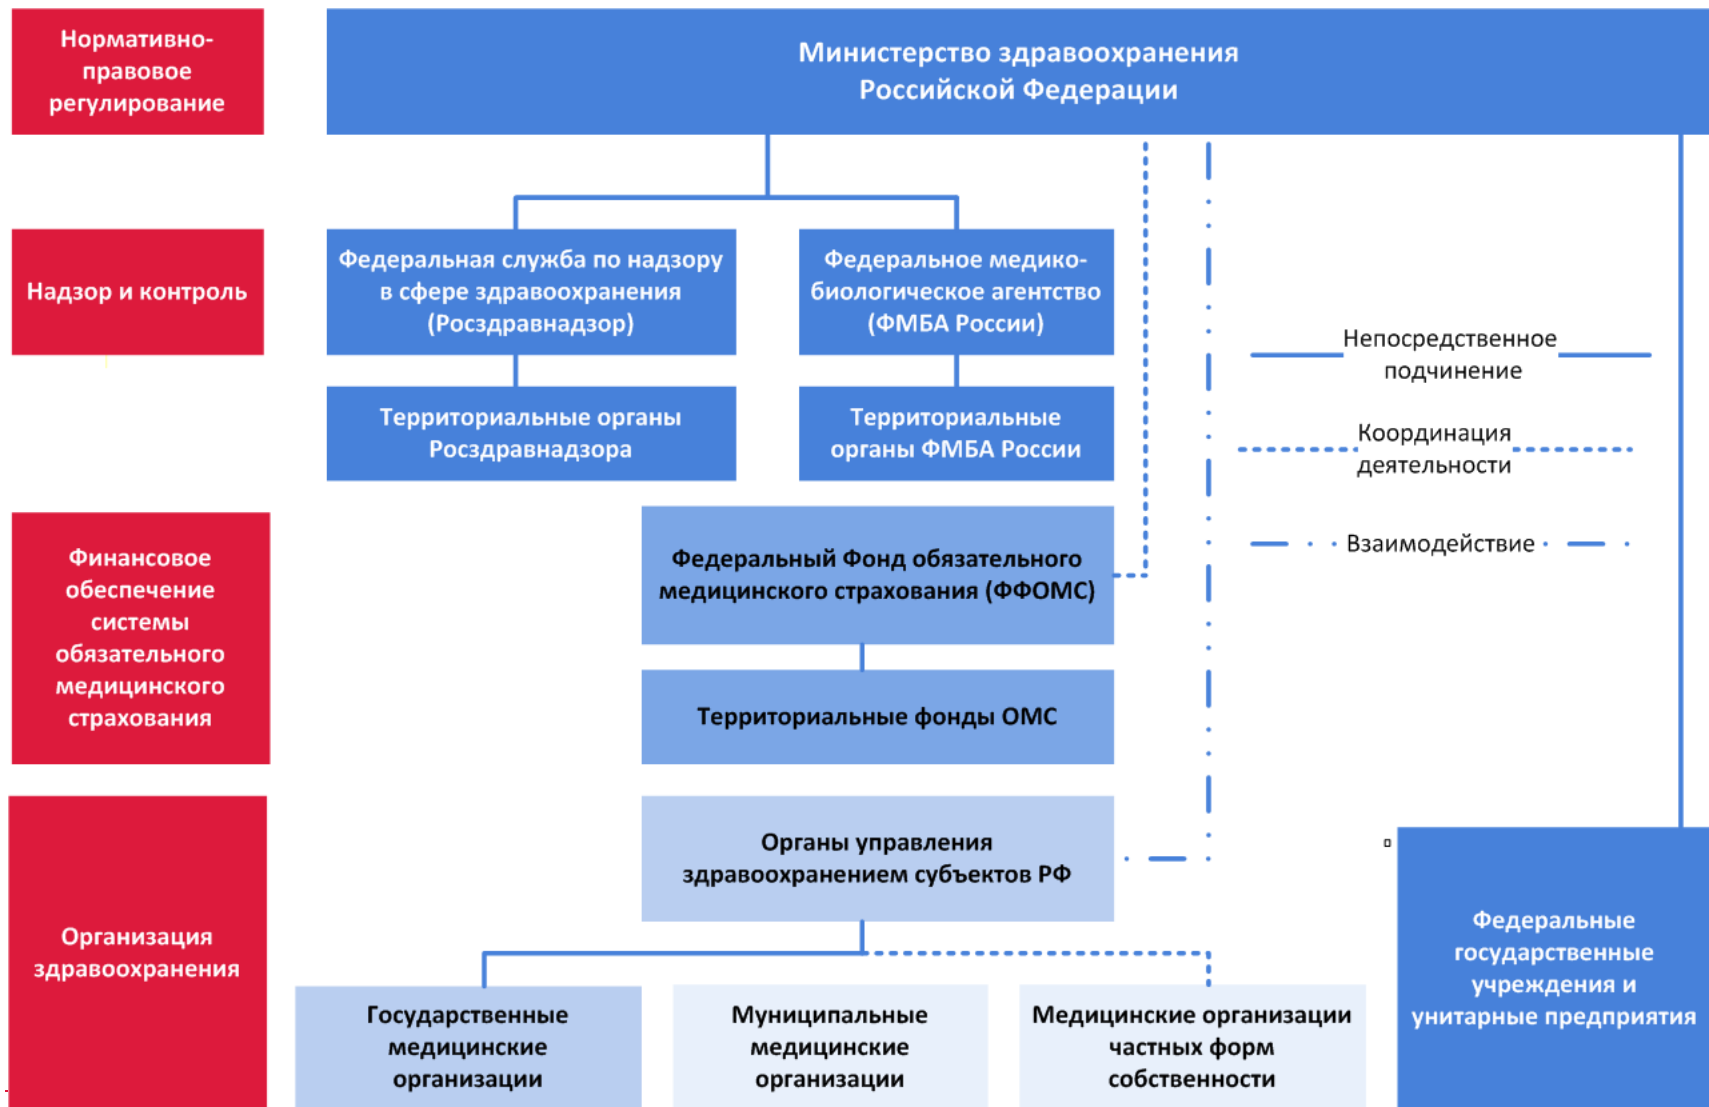 Нормативно-
правовое
регулирование
Министерство здравоохранения
Российской Федерации
Надзор и контроль
Федеральная служба по надзору
в сфере здравоохранения
(Росздравнадзор)
Федеральное медико-
биологическое агентство
(ФМБА России)
Территориальные органы
Росздравнадзора
Территориальные
органы ФМБА России
Непосредственное
подчинение
Координация
деятельности
Взаимодействие
Финансовое
обеспечение
системы
обязательного
медицинского
страхования
Федеральный Фонд обязательного
медицинского страхования (ФФОМС)
Территориальные фонды ОМС
Организация
здравоохранения
Органы управления
здравоохранением субъектов РФ
Государственные
медицинские
организации
Муниципальные
медицинские
организации
Медицинские организации
частных форм
собственности
Федеральные
государственные
учреждения и
унитарные предприятия